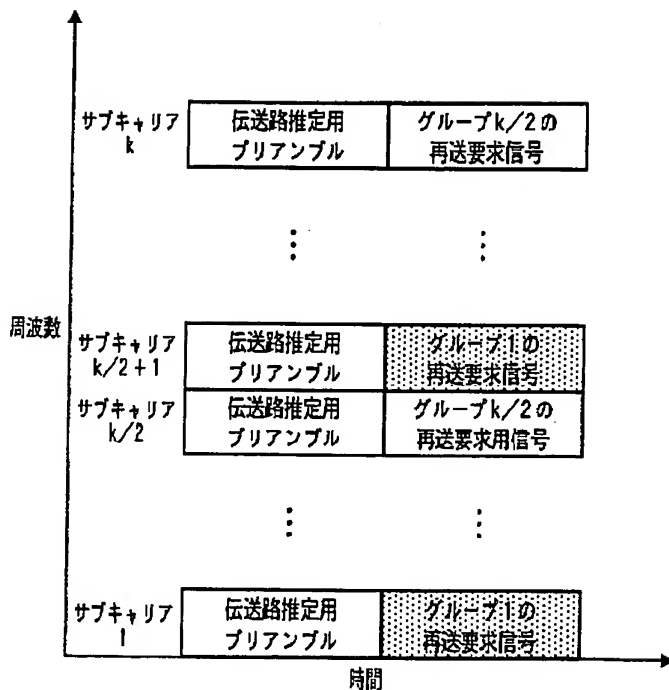 サブキャリア
k
伝送路推定用
プリアンブル
グループk/2の
再送要求信号
周波数
サブキャリア
k/2+1
伝送路推定用
プリアンブル
グループ1の
再送要求信号
サブキャリア
k/2
伝送路推定用
プリアンブル
グループk/2の
再送要求用信号
サブキャリア
1
伝送路推定用
プリアンブル
グループ1の
再送要求信号
時間